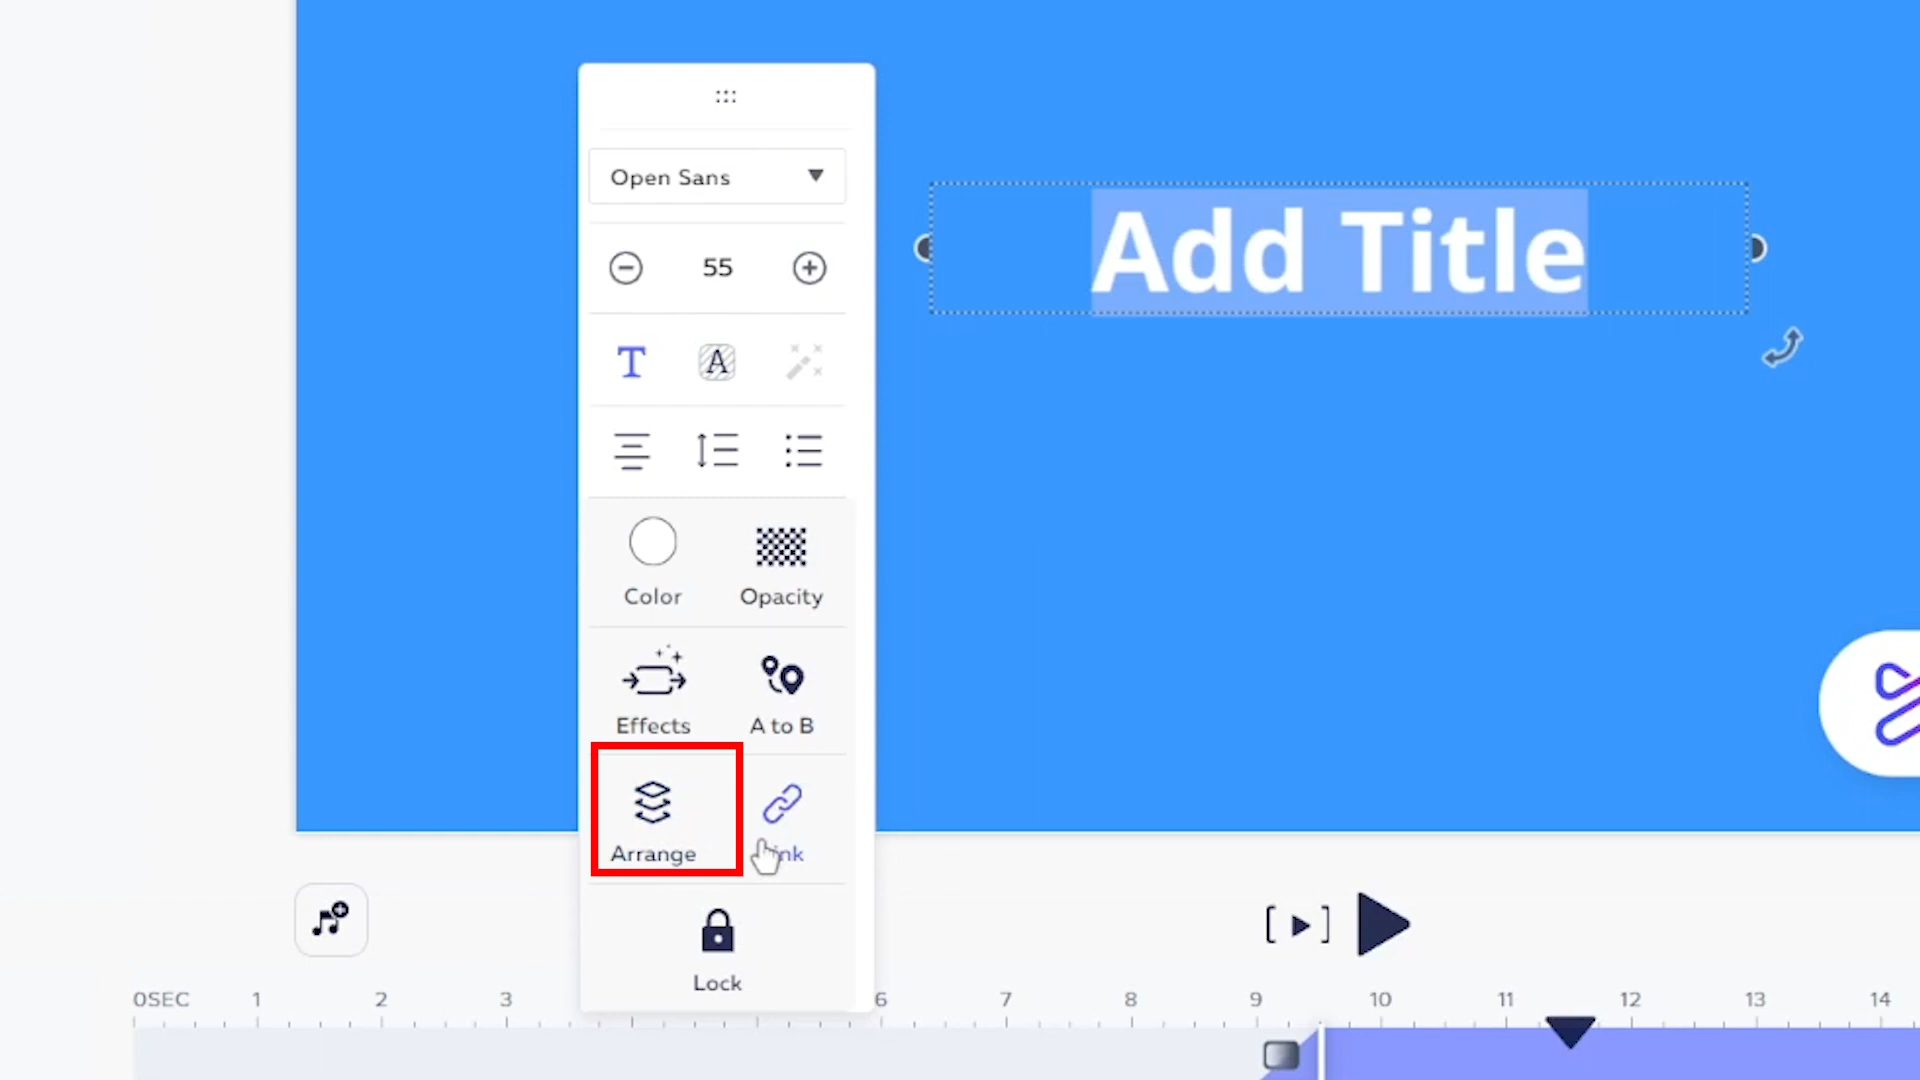 Open Sans
55
T A
Add Title
Color Opacity
Effects A to B
Arrange nk
Lock
0SEC 1 2 3 6 7 8 9 10 11 12 13 14